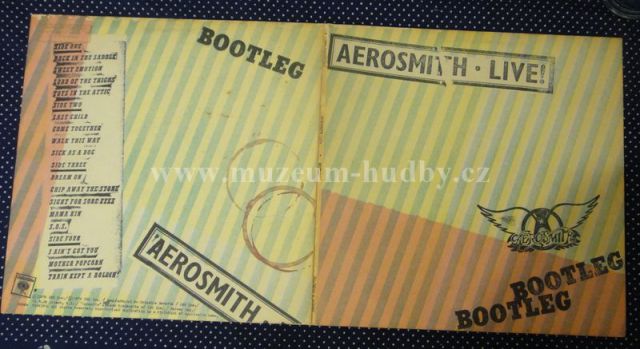 BOOTLEG
SIDE ONE
BACK IN THE SADDLE
SWEET EMOTION
LORD OF THE THIGHS
TOYS IN THE ATTIC
SIDE TWO
LAST CHILD
COME TOGETHER
WALK THIS WAY
SICK AS A DOG
SIDE THREE
DREAM ON
CHIP AWAY THE STONE
SIGHT FOR SORE EYES
MAMA KIN
S.O.S.
SIDE FOUR
I AIN'T GOT YOU
MOTHER POPCORN
TRAIN KEPT A ROLLIN'
AEROSMITH
AEROSMITH · LIVE!
www.muzeum-hudby.cz
AEROSMITH
BOOTLEG
BOOTLEG